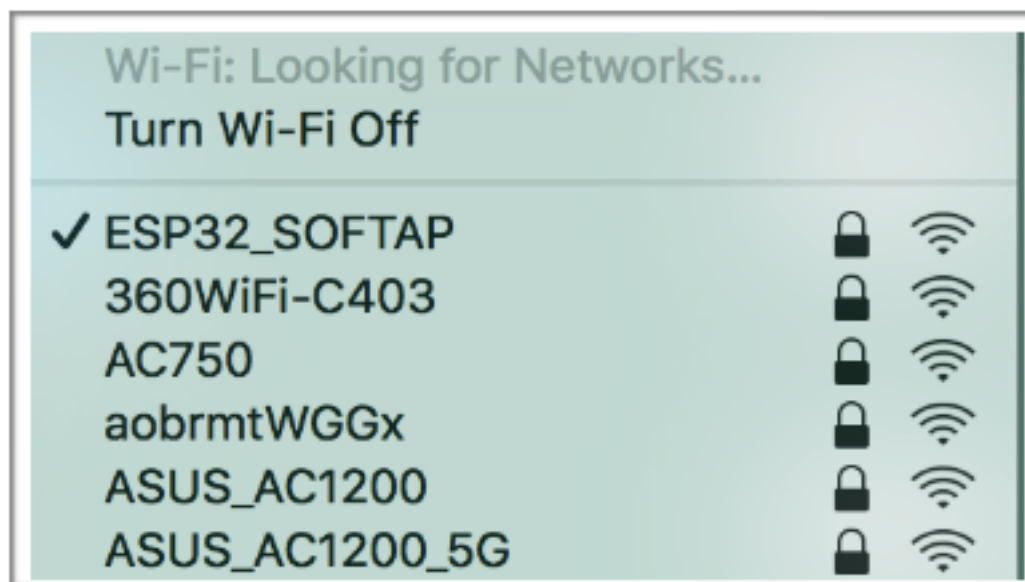 Wi-Fi: Looking for Networks...
Turn Wi-Fi Off
ESP32_SOFTAP
360WiFi-C403
AC750
aobrmtWGGx
ASUS_AC1200
ASUS_AC1200_5G